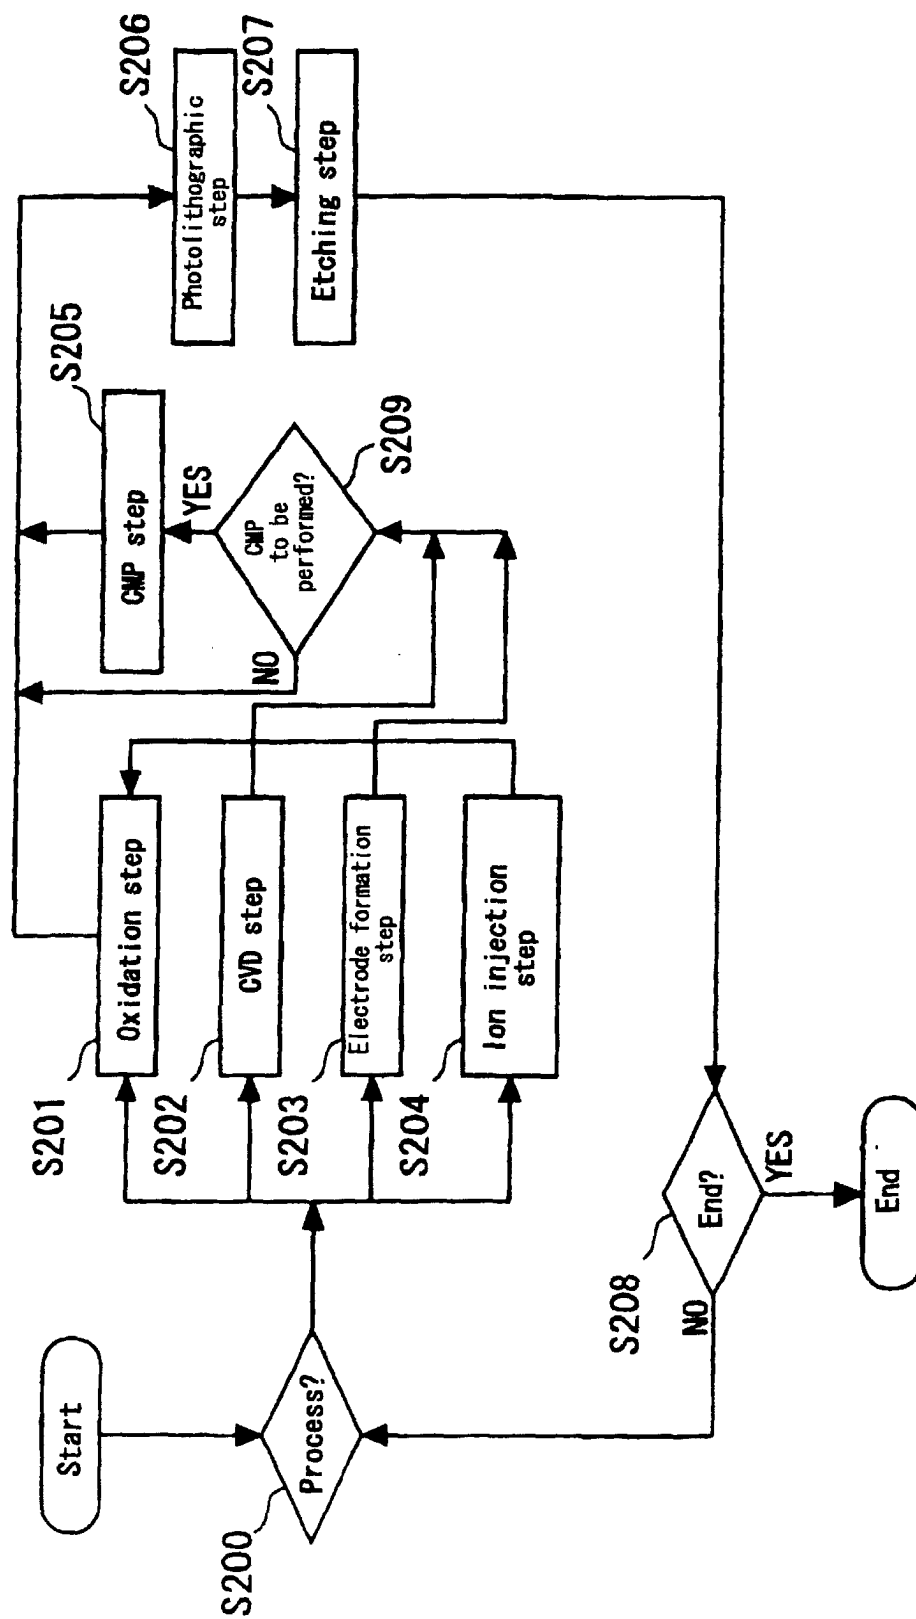 Start
S200
Process?
S201
Oxidation step
S202
CVD step
S203
Electrode formation
step
S204
Ion injection
step
S205
CMP step
YES
NO
CMP
to be
performed?
S209
S206
Photolithographic
step
S207
Etching step
S208
End?
NO
YES
End